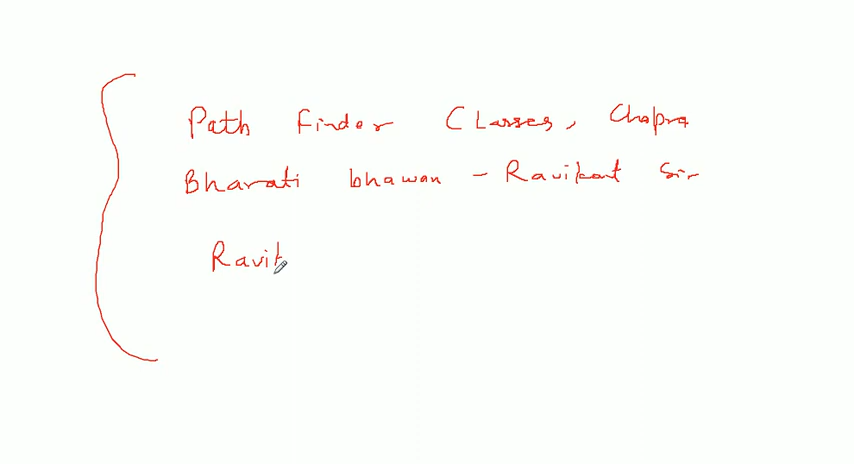 Path Finder Classes, Chapra
Bharati bhawan - Ravikant Sir
Ravik